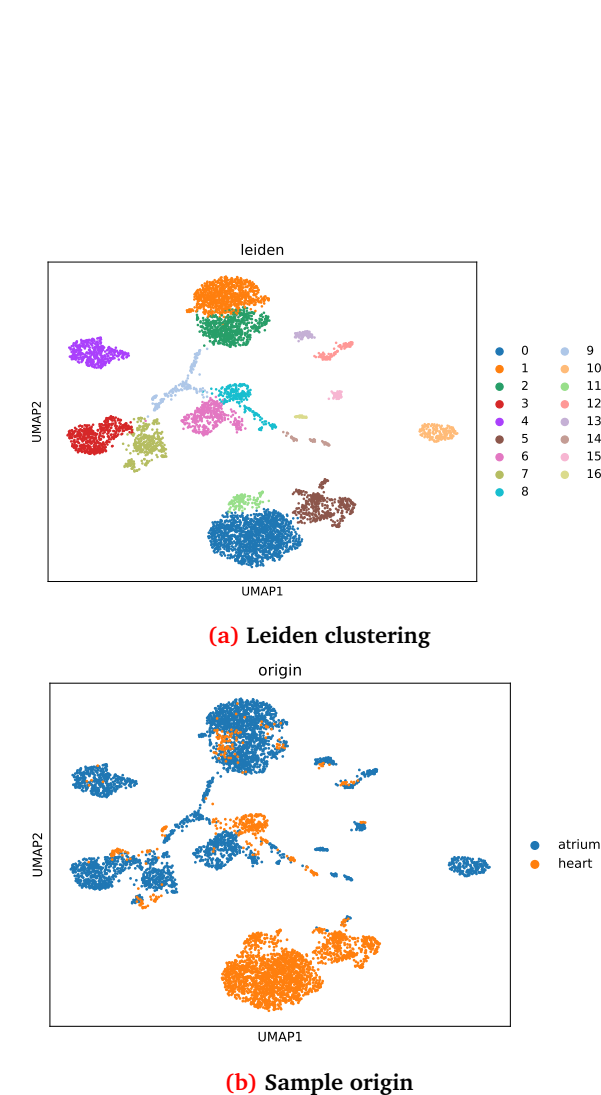 leiden
UMAP2
0 9
1 10
2 11
3 12
4 13
5 14
6 15
7 16
8
UMAP1
(a) Leiden clustering
origin
UMAP2
atrium
heart
UMAP1
(b) Sample origin